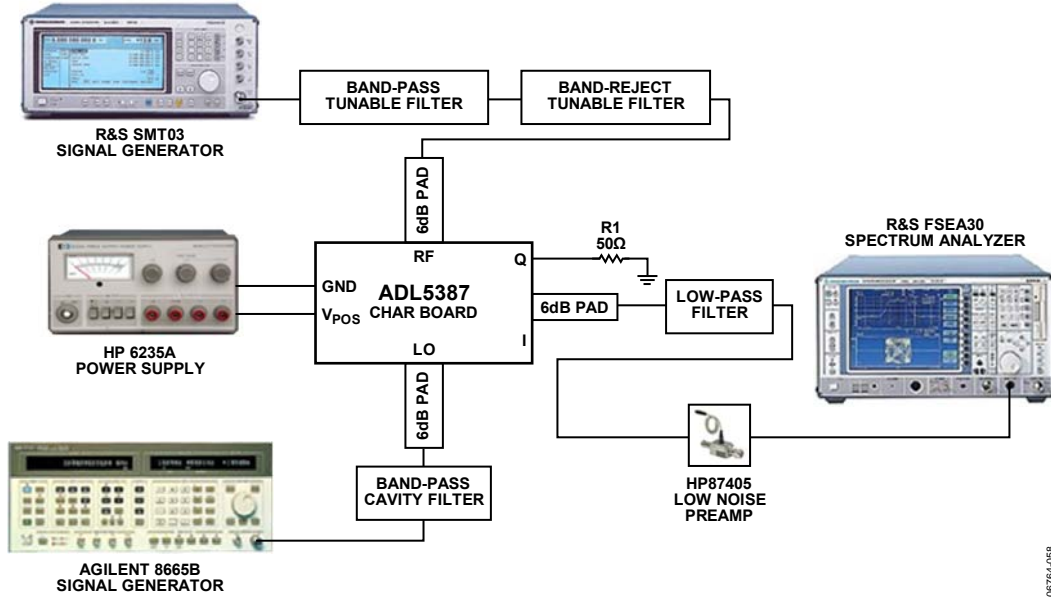 R&S SMT03
SIGNAL GENERATOR
BAND-PASS
TUNABLE FILTER
BAND-REJECT
TUNABLE FILTER
6dB PAD
RF
R1
50Ω
Q
R&S FSEA30
SPECTRUM ANALYZER
GND
ADL5387
CHAR BOARD
VPOS
LO
I
6dB PAD
LOW-PASS
FILTER
HP 6235A
POWER SUPPLY
6dB PAD
BAND-PASS
CAVITY FILTER
HP87405
LOW NOISE
PREAMP
AGILENT 8665B
SIGNAL GENERATOR
06764-058